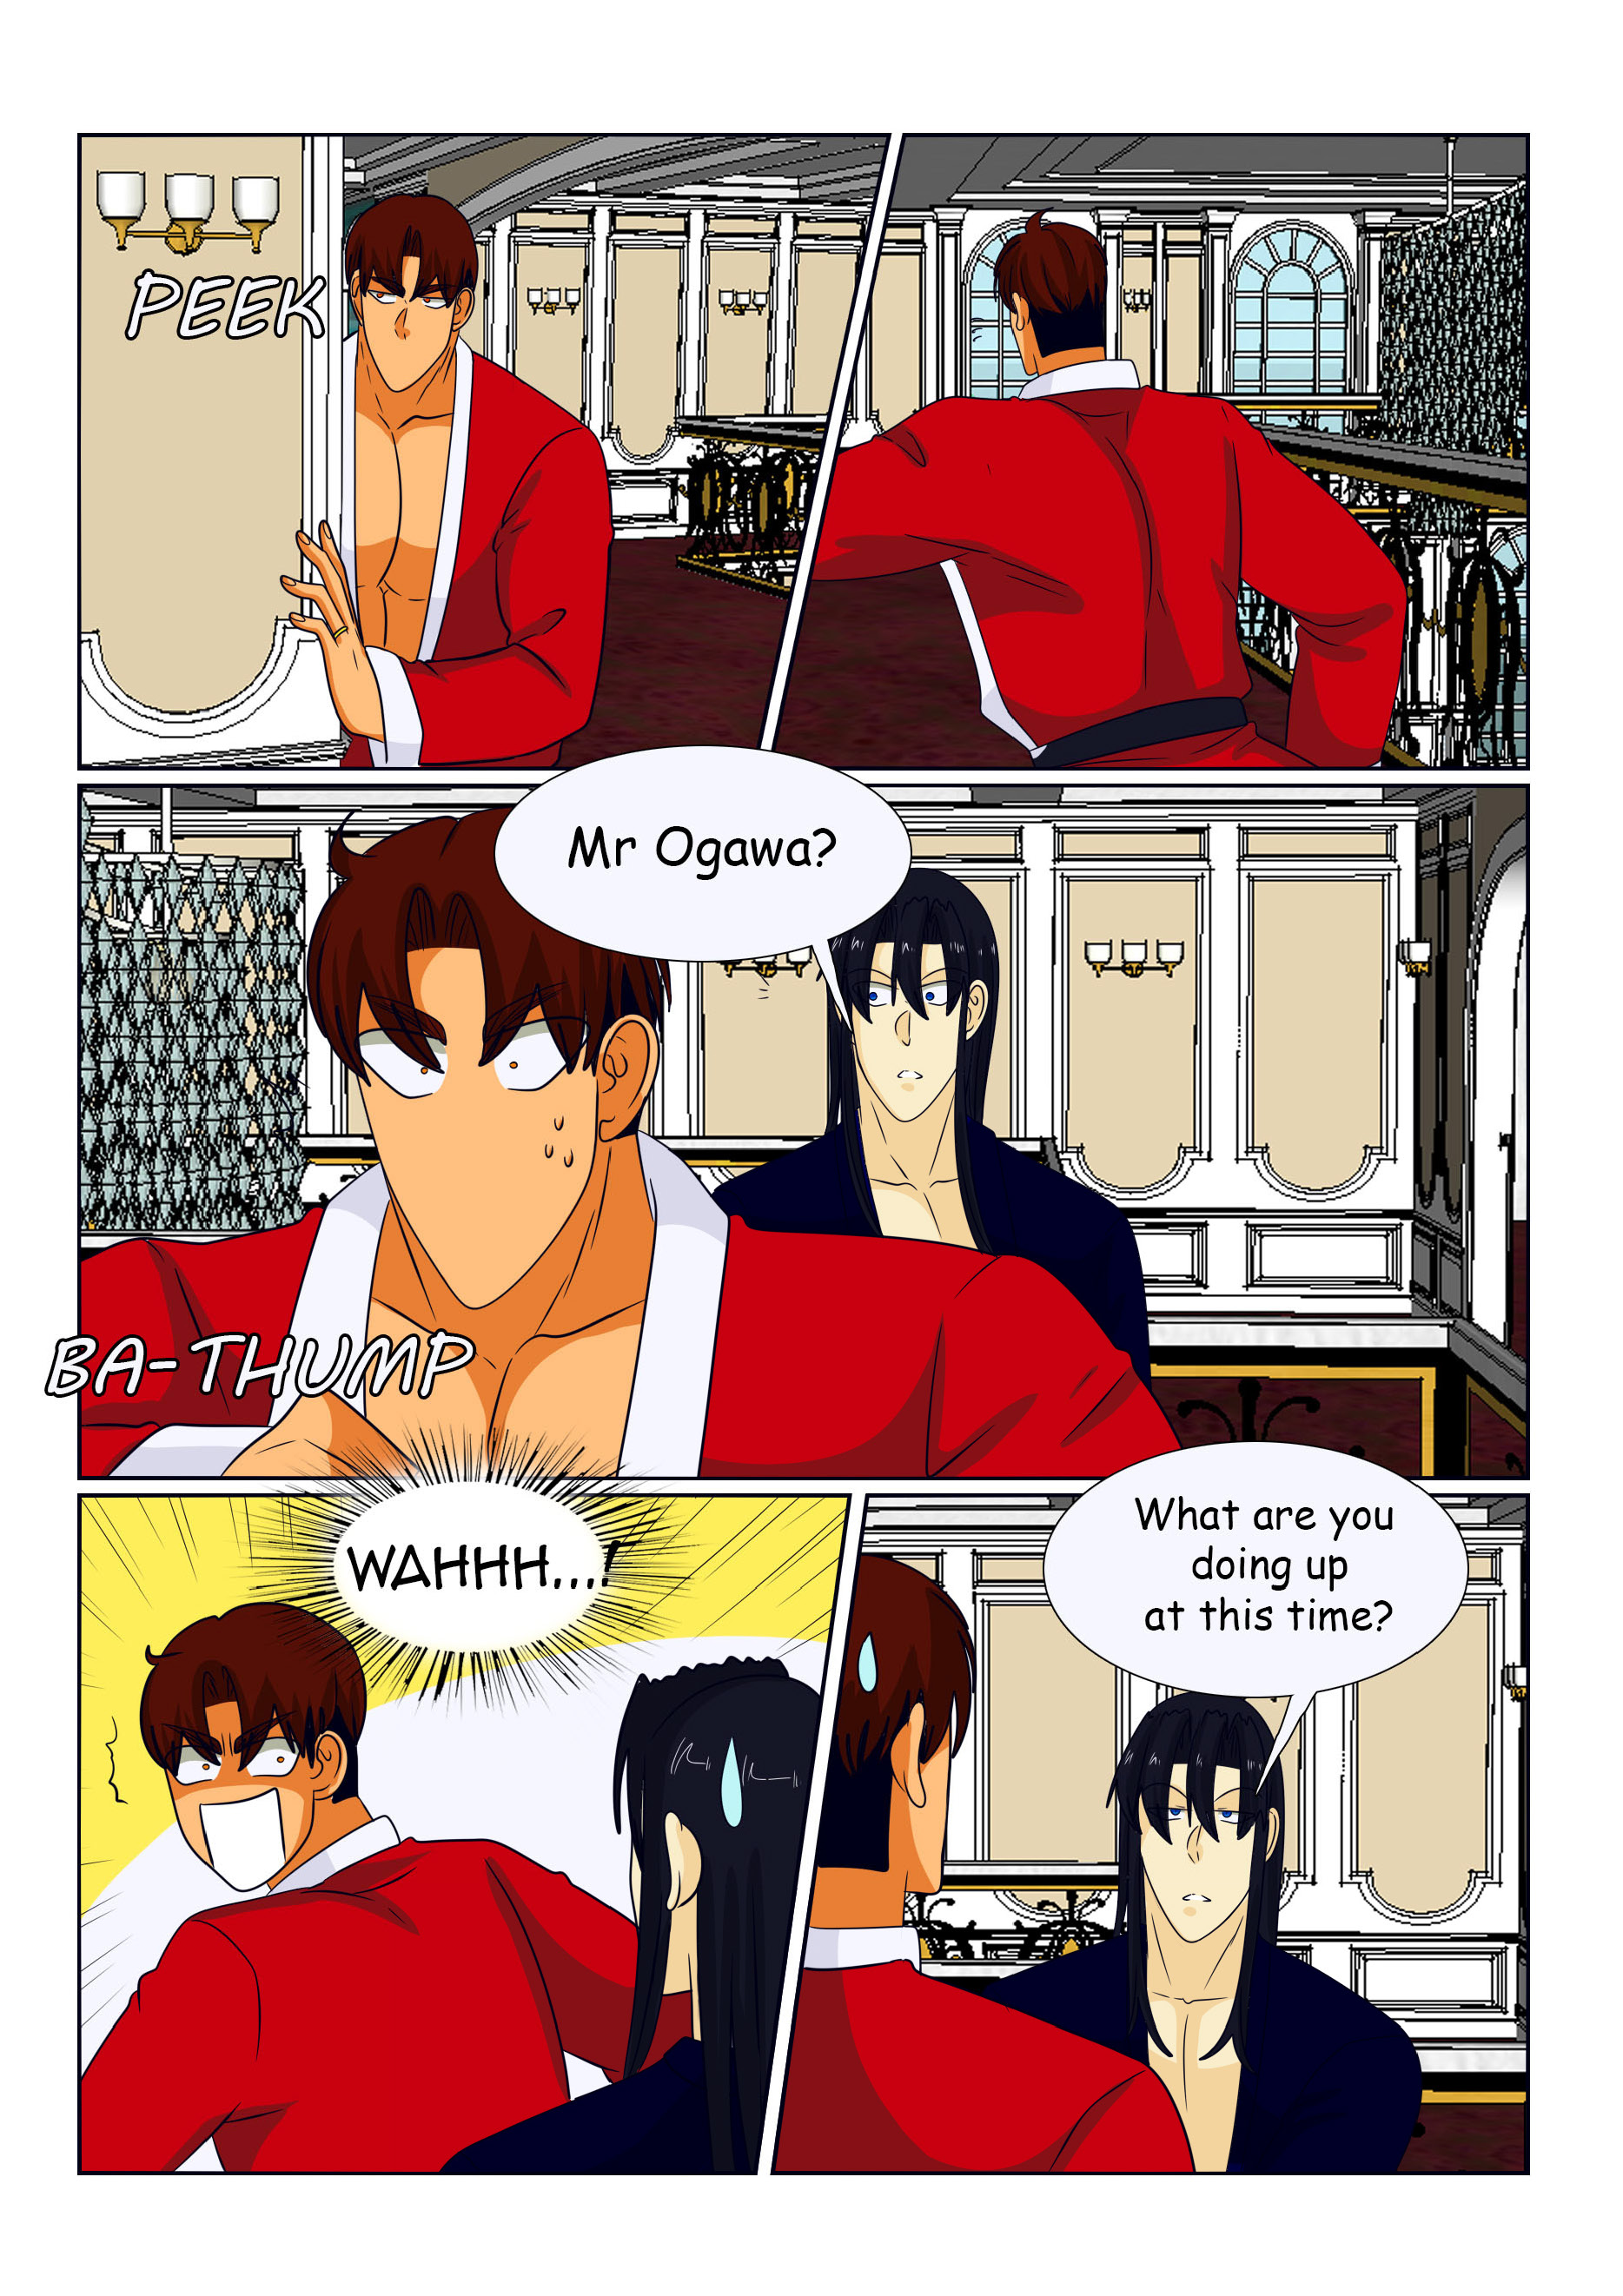 PEEK
Mr Ogawa?
BA-THUMP
WAHHH...!
What are you
doing up
at this time?